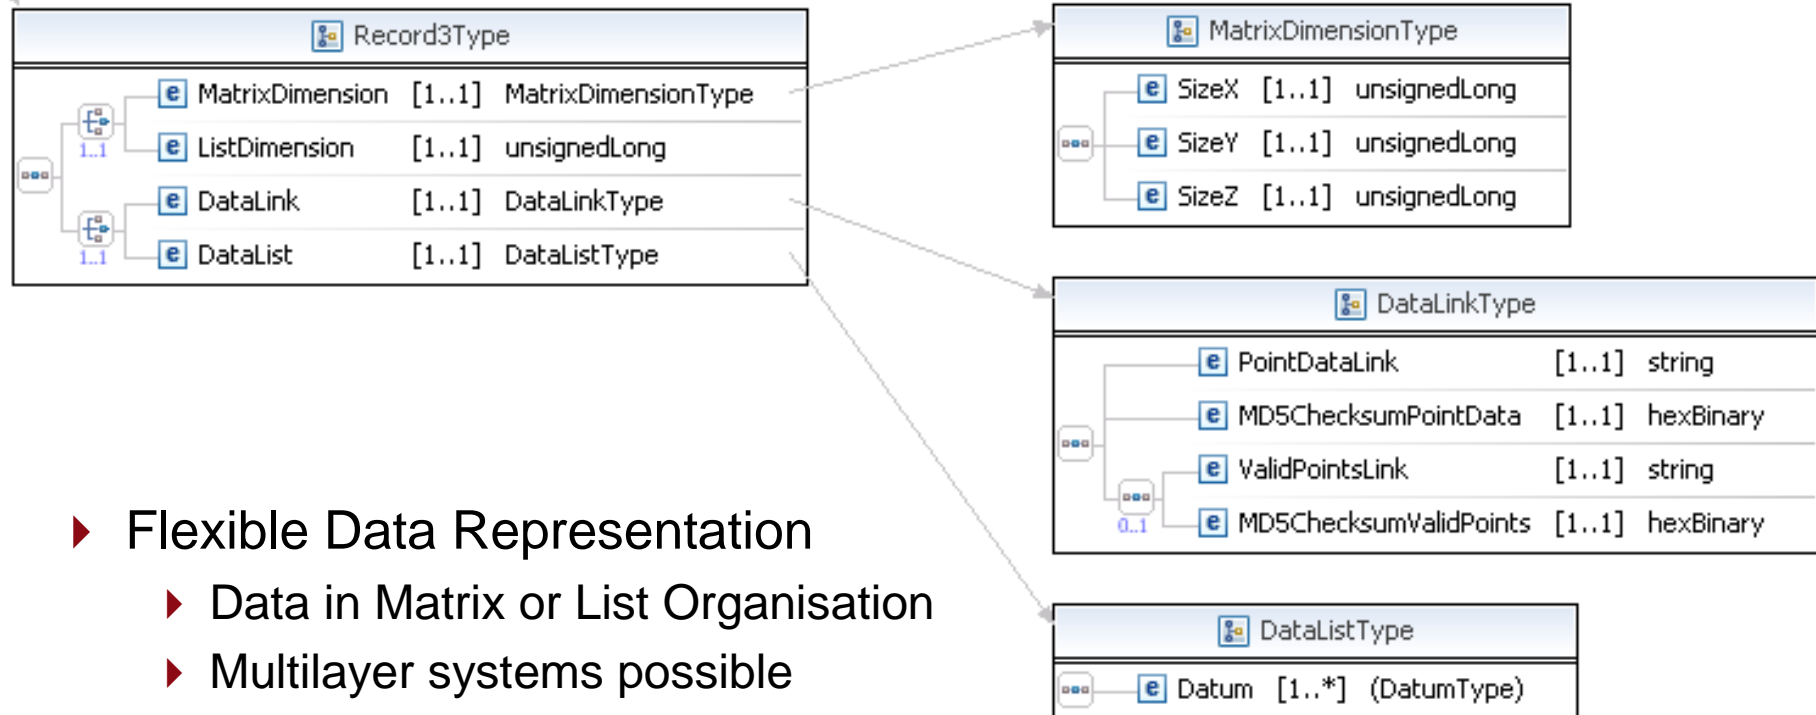 Record3Type
MatrixDimension [1..1] MatrixDimensionType
1..1
ListDimension [1..1] unsignedLong
DataLink [1..1] DataLinkType
1..1
DataList [1..1] DataListType
MatrixDimensionType
SizeX [1..1] unsignedLong
SizeY [1..1] unsignedLong
SizeZ [1..1] unsignedLong
DataLinkType
PointDataLink [1..1] string
MD5ChecksumPointData [1..1] hexBinary
ValidPointsLink [1..1] string
0..1
MD5ChecksumValidPoints [1..1] hexBinary
DataListType
Datum [1..*] (DatumType)
Flexible Data Representation
Data in Matrix or List Organisation
Multilayer systems possible